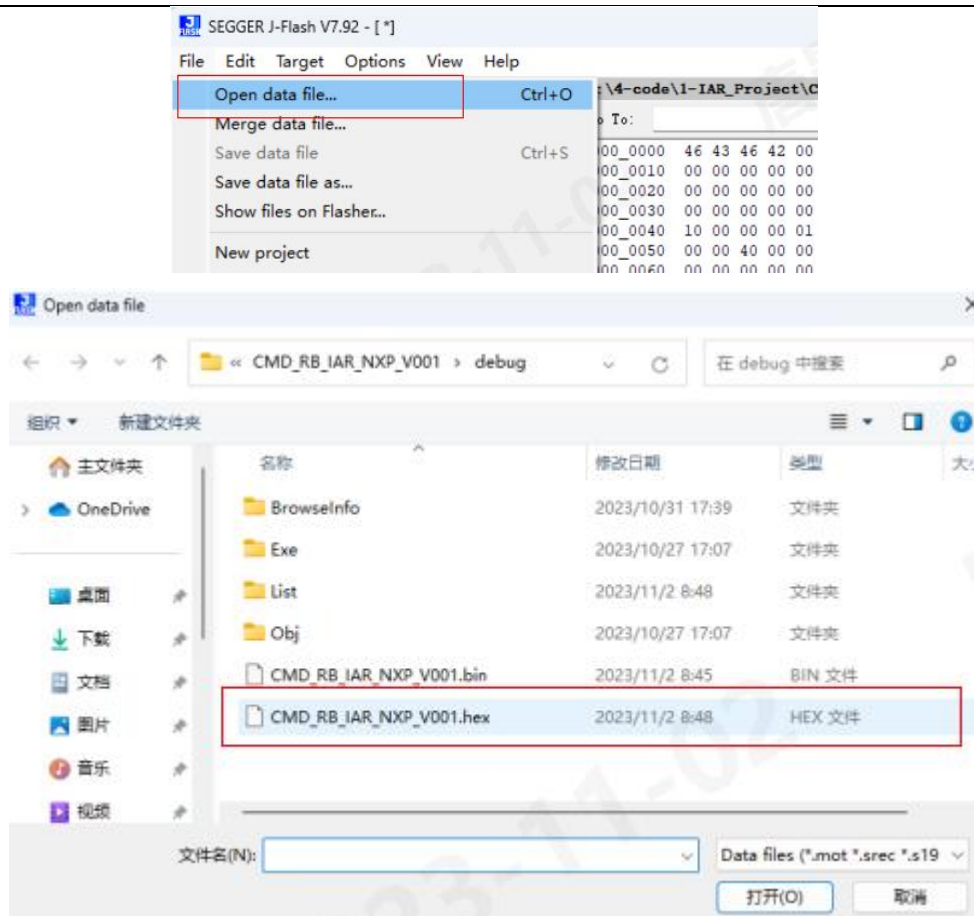 SEGGER J-Flash V7.92 - [ *]
File Edit Target Options View Help
Open data file... Ctrl+O
:\4-code\1-IAR_Project\C
Merge data file...
o To:
Save data file Ctrl+S
00_0000 46 43 46 42 00
00_0010 00 00 00 00 00
Save data file as...
00_0020 00 00 00 00 00
Show files on Flasher...
00_0030 00 00 00 00 00
00_0040 10 00 00 00 01
New project
00_0050 00 00 40 00 00
00_0060 00 00 00 00 00
Open data file
« CMD_RB_IAR_NXP_V001 › debug
在 debug 中搜索
组织 新建文件夹
名称 修改日期 类型
主文件夹
OneDrive
BrowseInfo 2023/10/31 17:39 文件夹
Exe 2023/10/27 17:07 文件夹
桌面
List 2023/11/2 8:48 文件夹
下载
Obj 2023/10/27 17:07 文件夹
文档
CMD_RB_IAR_NXP_V001.bin 2023/11/2 8:45 BIN 文件
图片
CMD_RB_IAR_NXP_V001.hex 2023/11/2 8:48 HEX 文件
音乐
视频
文件名(N):
Data files (*.mot *.srec *.s19
打开(O) 取消